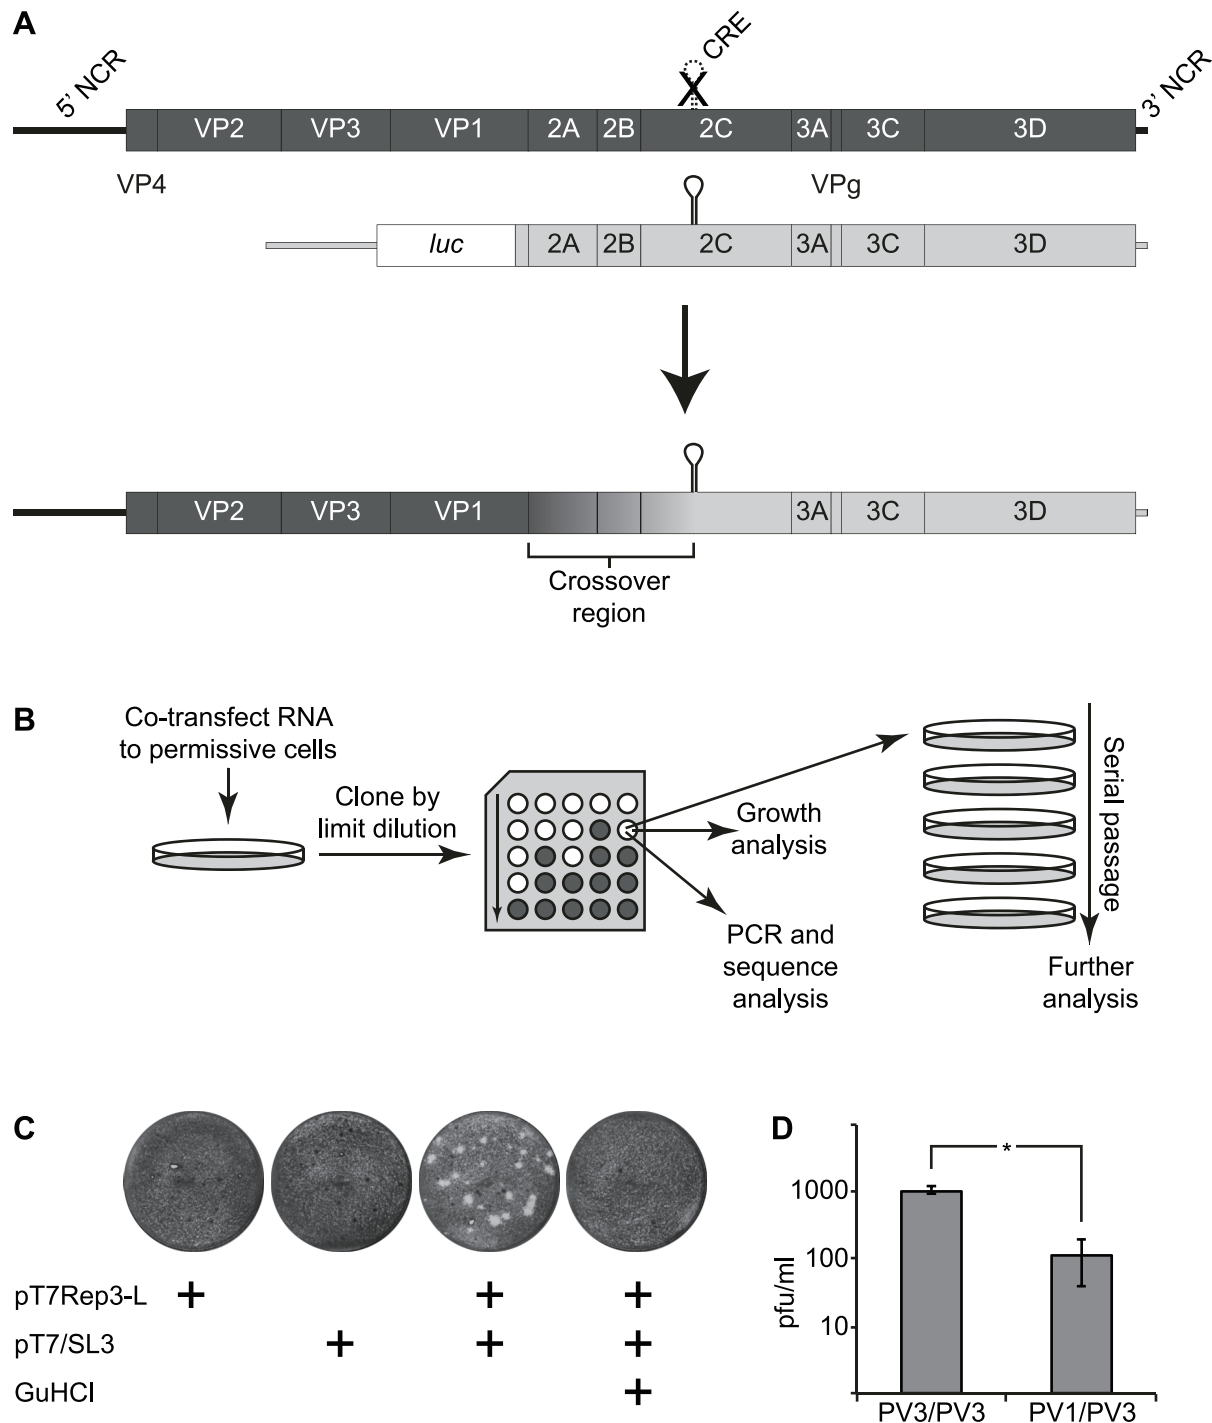 A
5' NCR
CRE
3' NCR
VP2 VP3 VP1 2A 2B 2C 3A 3C 3D
VP4 VPg
luc 2A 2B 2C 3A 3C 3D
VP2 VP3 VP1 3A 3C 3D
Crossover
region
B
Co-transfect RNA
to permissive cells
Clone by
limit dilution
Growth
analysis
PCR and
sequence
analysis
Serial passage
Further
analysis
C
pT7Rep3-L + + +
pT7/SL3 + + +
GuHCl +
D
*
1000
100
10
pfu/ml
PV3/PV3 PV1/PV3